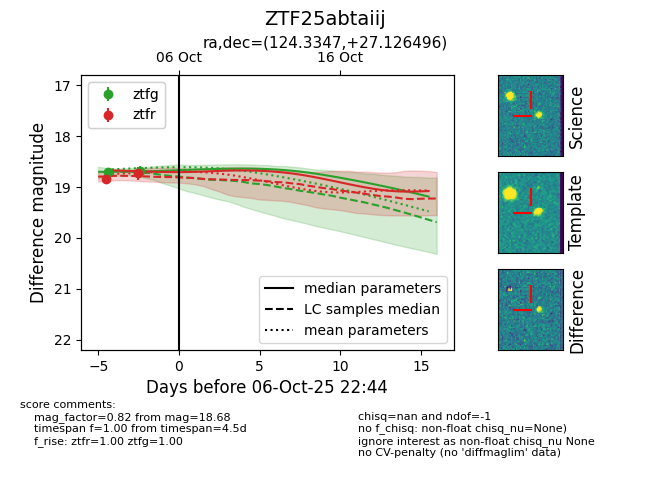 ZTF25abtaiij
ra,dec=(124.3347,+27.126496)
06 Oct
16 Oct
17
18
19
20
21
22
Difference magnitude
ztfg
ztfr
median parameters
LC samples median
mean parameters
−5
0
5
10
15
Days before 06-Oct-25 22:44
Science
Template
Difference
score comments:
mag_factor=0.82 from mag=18.68
timespan f=1.00 from timespan=4.5d
f_rise: ztfr=1.00 ztfg=1.00
chisq=nan and ndof=-1
no f_chisq: non-float chisq_nu=None)
ignore interest as non-float chisq_nu None
no CV-penalty (no 'diffmaglim' data)